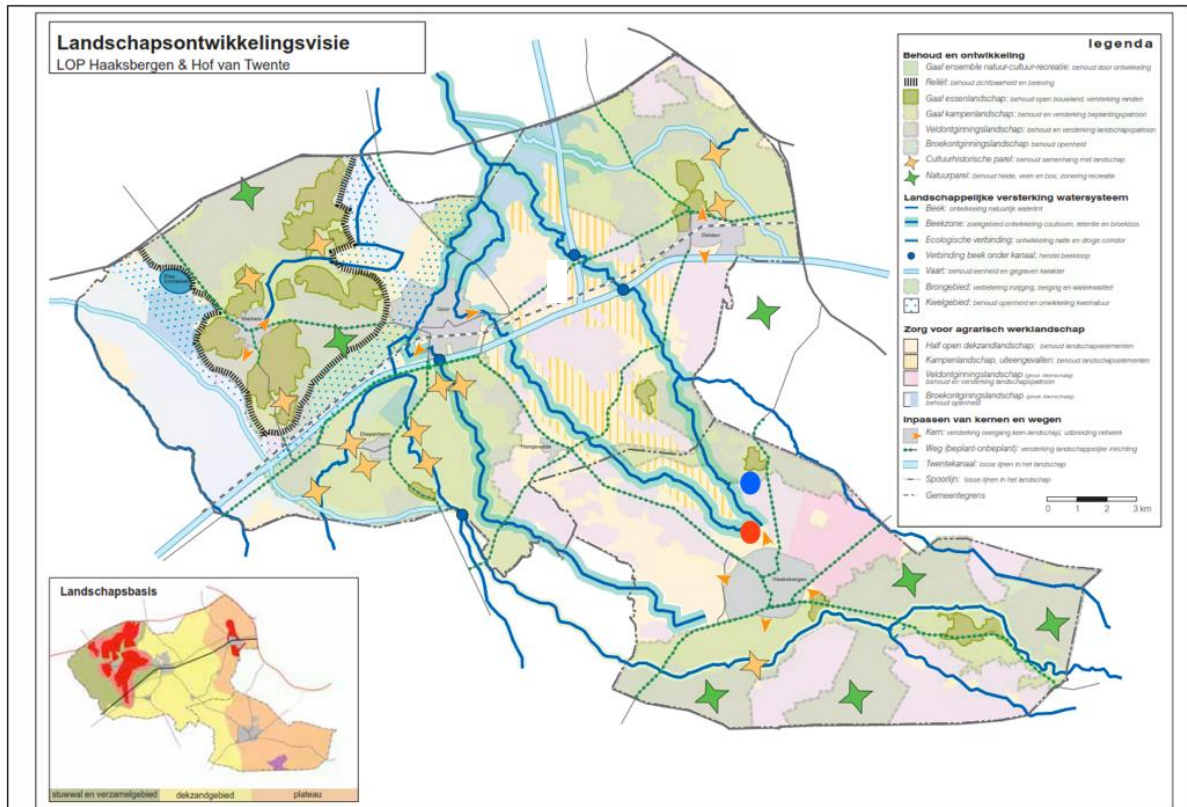 Landschapsontwikkelingsvisie
LOP Haaksbergen & Hof van Twente
legenda
Behoud en ontwikkeling
Gaaf ensemble natuur-cultuur-recreatie: behoud door ontwikkeling
Reliëf: behoud zichtbaarheid en beleving
Gaaf essenlandschap: behoud open bouwland, versterking randen
Gaaf kampenlandschap: behoud en versterking beplantingspatroon
Veldontginningslandschap: behoud en versterking landschapspatroon
Broekontginningslandschap behoud openheid
Cultuurhistorische parel: behoud samenhang met landschap
Natuurparel: behoud heide, veen en bos; zonering recreatie
Landschappelijke versterking watersysteem
Beek: ontwikkeling natuurlijk waterlint
Beekzone: zoekgebied ontwikkeling coulissen, retentie en broekbos
Ecologische verbinding: ontwikkeling natte en droge corridor
Verbinding beek onder kanaal: herstel beekloop
Vaart: behoud eenheid en gegraven karakter
Brongebied: verbetering inzijging, berging en waterkwaliteit
Kwelgebied: behoud openheid en onwikkeling kwelnatuur
Zorg voor agrarisch werklandschap
Half open dekzandlandschap: behoud landschapselementen
Kampenlandschap, uiteengevallen: behoud landschapselementen
Veldontginningslandschap
behoud en versterking landschapspatroon
behoud openheid
Inpassen van kernen en wegen
Kern: versterking overgang kern-landschap; uitbreiding netwerk
Weg (beplant-onbeplant): versterking landschappelijke inrichting
Twentekanaal: losse lijnen in het landschap
Spoorlijn: losse lijnen in het landschap
Gemeentegrens
0 1 2 3 km
Delden
Goor
Markelo
Diepenheim
Hengevelde
Haaksbergen
Landschapsbasis
stuwwal en verzamelgebied
dekzandgebied
plateau